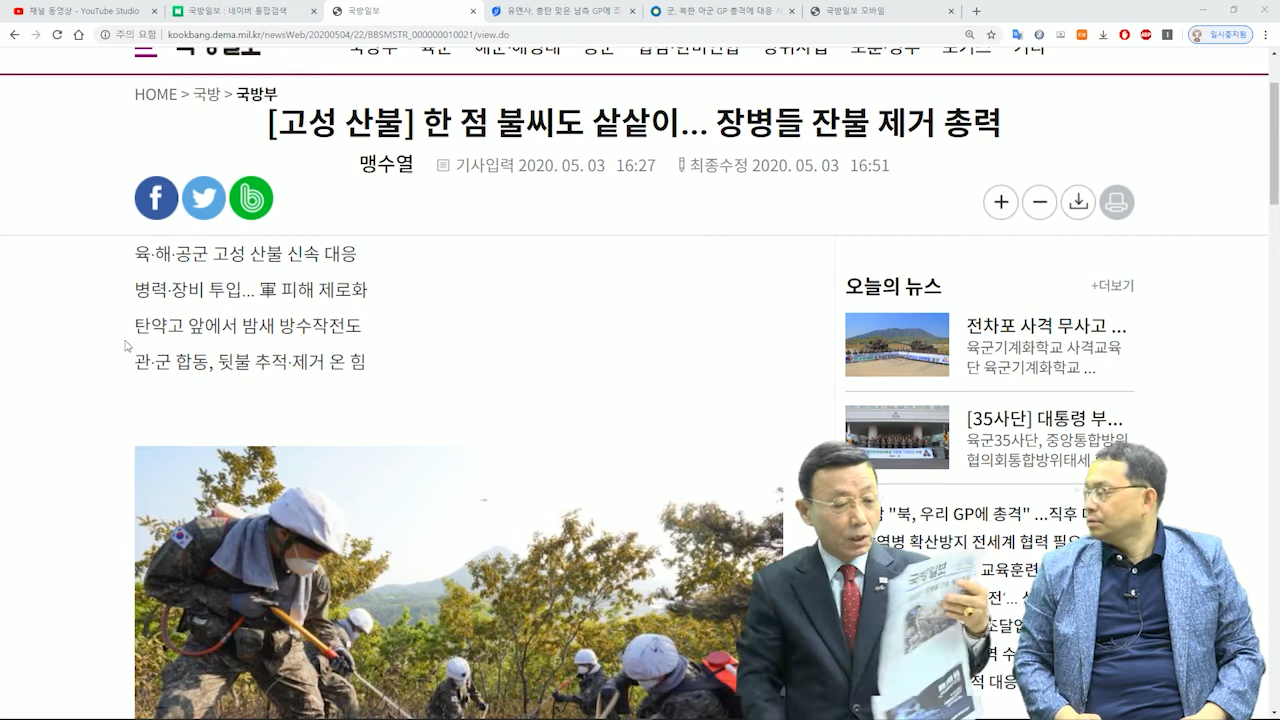 채널 동영상 - YouTube Studio
국방일보 : 네이버 통합검색
국방일보
유엔사, 총탄 맞은 남측 GP에 조
군, 북한 아군 GP 총격에 대응 사
국방일보 모바일
주의 요함
kookbang.dema.mil.kr/newsWeb/20200504/22/BBSMSTR_000000010021/view.do
일시중지됨
HOME > 국방 > 국방부
[고성 산불] 한 점 불씨도 샅샅이... 장병들 잔불 제거 총력
맹수열 기사입력 2020. 05. 03 16:27 최종수정 2020. 05. 03 16:51
육·해·공군 고성 산불 신속 대응
병력·장비 투입... 軍 피해 제로화
탄약고 앞에서 밤새 방수작전도
관·군 합동, 뒷불 추적·제거 온 힘
오늘의 뉴스
+더보기
전차포 사격 무사고 ...
육군기계화학교 사격교육
단 육군기계화학교 ...
[35사단] 대통령 부...
육군35사단, 중앙통합방위
협의회통합방위태세
"북, 우리 GP에 총격" ...직후
확산방지 전세계 협력
교육훈련
국방일보